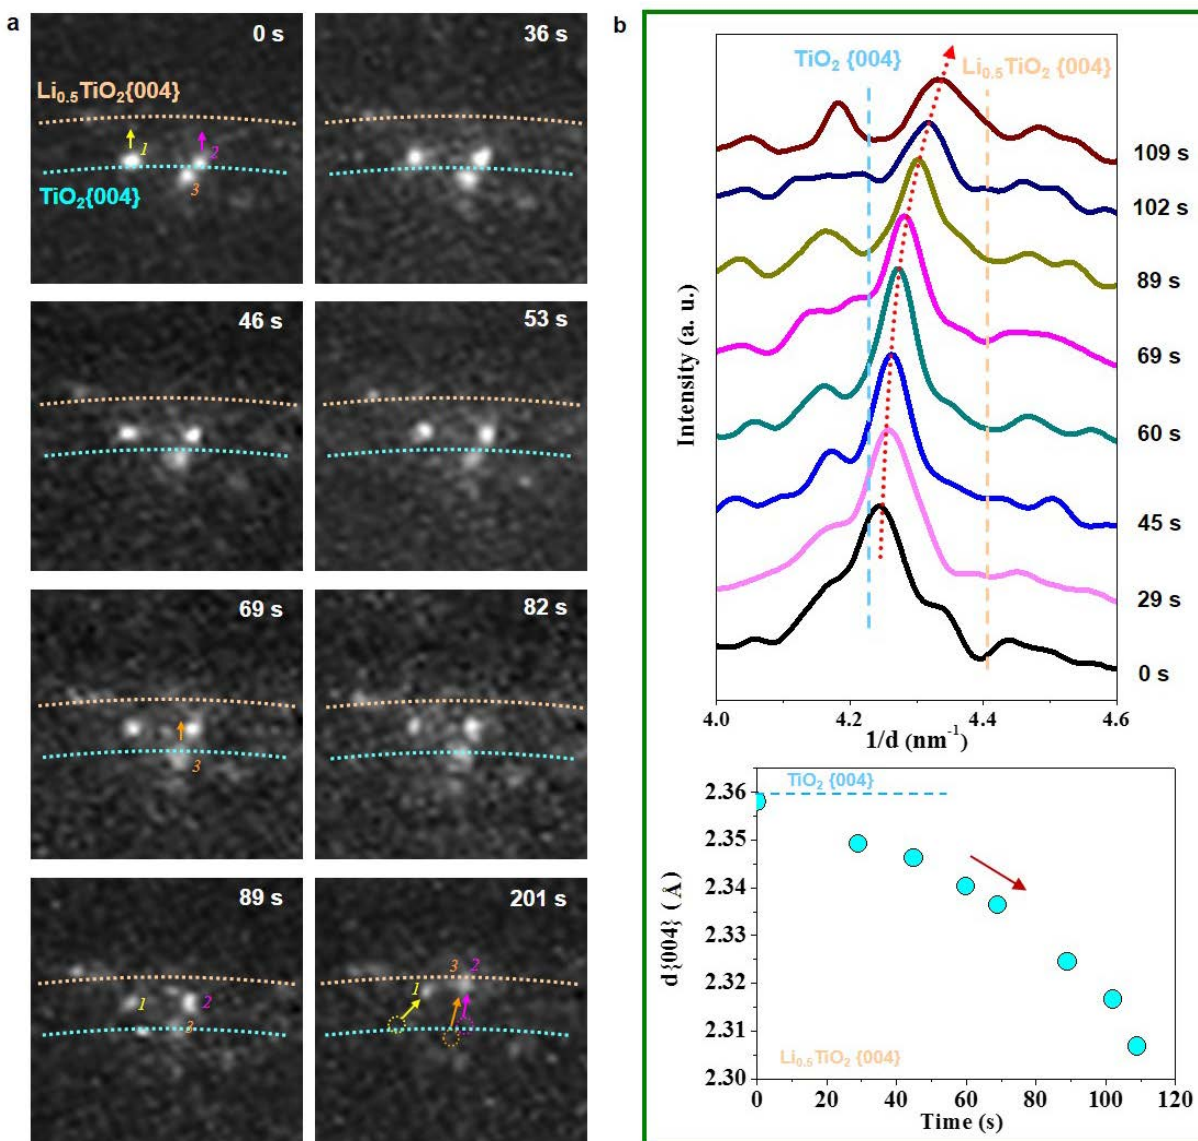 a
0 s
Li0.5TiO2{004}
1
2
3
TiO2{004}
36 s
46 s
53 s
69 s
3
82 s
89 s
1
2
3
201 s
3
2
1
b
TiO2 {004}
Li0.5TiO2 {004}
109 s
102 s
89 s
69 s
60 s
45 s
29 s
0 s
Intensity (a. u.)
4.0 4.2 4.4 4.6
1/d (nm-1)
TiO2 {004}
2.36
2.35
2.34
2.33
2.32
2.31
2.30
d{004} (Å)
Li0.5TiO2 {004}
0 20 40 60 80 100 120
Time (s)